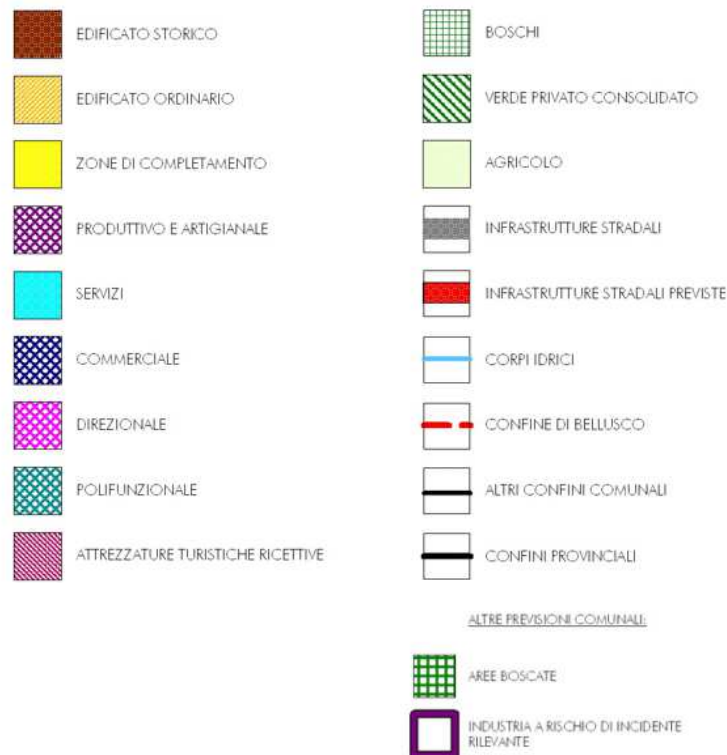 EDIFICATO STORICO
EDIFICATO ORDINARIO
ZONE DI COMPLETAMENTO
PRODUTTIVO E ARTIGIANALE
SERVIZI
COMMERCIALE
DIREZIONALE
POLIFUNZIONALE
ATTREZZATURE TURISTICHE RICETTIVE
BOSCHI
VERDE PRIVATO CONSOLIDATO
AGRICOLO
INFRASTRUTTURE STRADALI
INFRASTRUTTURE STRADALI PREVISTE
CORPI IDRICI
CONFINE DI BELLUSCO
ALTRI CONFINI COMUNALI
CONFINI PROVINCIALI
ALTRE PREVISIONI COMUNALI:
AREE BOSCATE
INDUSTRIA A RISCHIO DI INCIDENTE
RILEVANTE